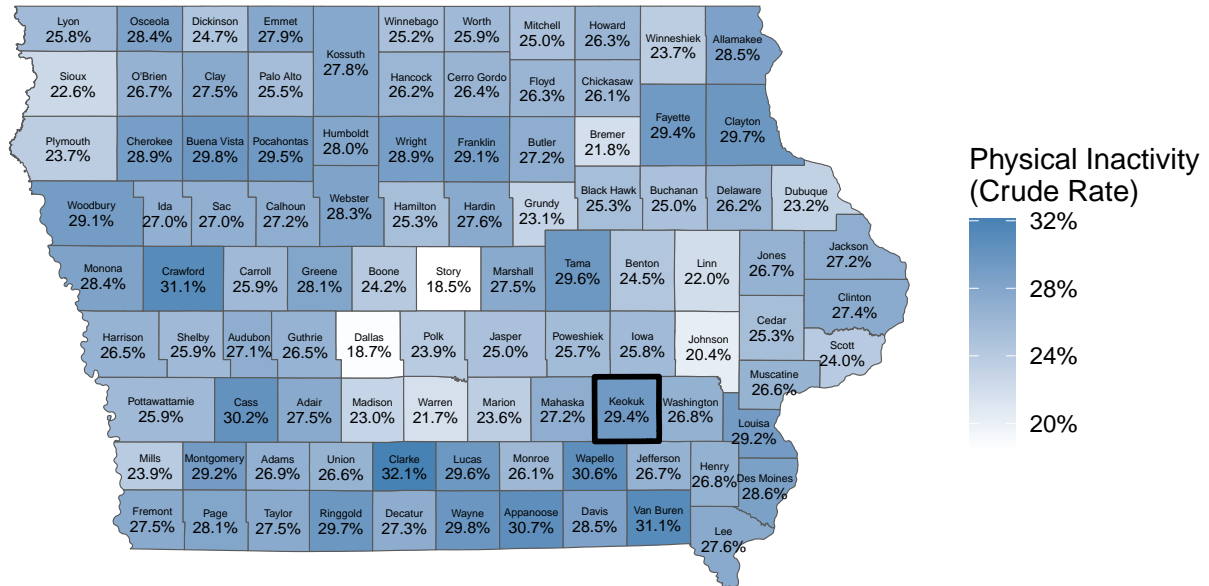 Lyon
25.8%
Osceola
28.4%
Dickinson
24.7%
Emmet
27.9%
Kossuth
27.8%
Winnebago
25.2%
Worth
25.9%
Mitchell
25.0%
Howard
26.3%
Winneshiek
23.7%
Allamakee
28.5%
Sioux
22.6%
O'Brien
26.7%
Clay
27.5%
Palo Alto
25.5%
Hancock
26.2%
Cerro Gordo
26.4%
Floyd
26.3%
Chickasaw
26.1%
Fayette
29.4%
Clayton
29.7%
Plymouth
23.7%
Cherokee
28.9%
Buena Vista
29.8%
Pocahontas
29.5%
Humboldt
28.0%
Wright
28.9%
Franklin
29.1%
Butler
27.2%
Bremer
21.8%
Woodbury
29.1%
Ida
27.0%
Sac
27.0%
Calhoun
27.2%
Webster
28.3%
Hamilton
25.3%
Hardin
27.6%
Grundy
23.1%
Black Hawk
25.3%
Buchanan
25.0%
Delaware
26.2%
Dubuque
23.2%
Monona
28.4%
Crawford
31.1%
Carroll
25.9%
Greene
28.1%
Boone
24.2%
Story
18.5%
Marshall
27.5%
Tama
29.6%
Benton
24.5%
Linn
22.0%
Jones
26.7%
Jackson
27.2%
Clinton
27.4%
Harrison
26.5%
Shelby
25.9%
Audubon
27.1%
Guthrie
26.5%
Dallas
18.7%
Polk
23.9%
Jasper
25.0%
Poweshiek
25.7%
Iowa
25.8%
Johnson
20.4%
Cedar
25.3%
Scott
24.0%
Muscatine
26.6%
Pottawattamie
25.9%
Cass
30.2%
Adair
27.5%
Madison
23.0%
Warren
21.7%
Marion
23.6%
Mahaska
27.2%
Keokuk
29.4%
Washington
26.8%
Louisa
29.2%
Mills
23.9%
Montgomery
29.2%
Adams
26.9%
Union
26.6%
Clarke
32.1%
Lucas
29.6%
Monroe
26.1%
Wapello
30.6%
Jefferson
26.7%
Henry
26.8%
Des Moines
28.6%
Fremont
27.5%
Page
28.1%
Taylor
27.5%
Ringgold
29.7%
Decatur
27.3%
Wayne
29.8%
Appanoose
30.7%
Davis
28.5%
Van Buren
31.1%
Lee
27.6%
Physical Inactivity
(Crude Rate)
32%
28%
24%
20%